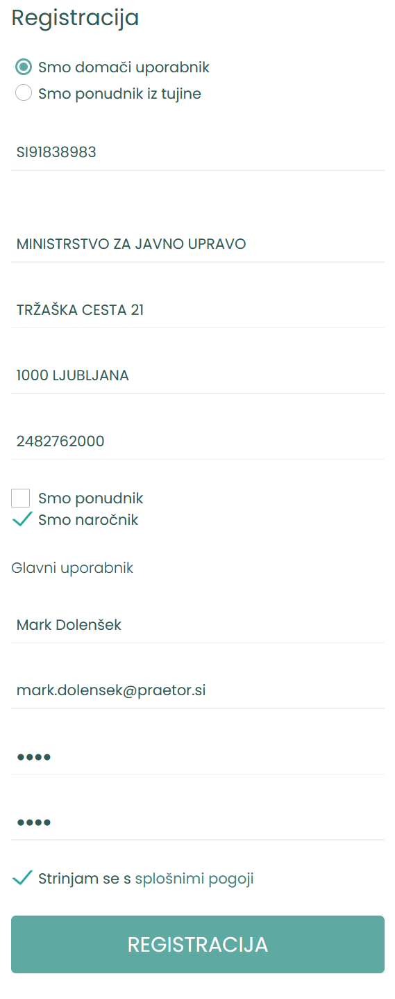 Registracija
Smo domači uporabnik
Smo ponudnik iz tujine
SI91838983
MINISTRSTVO ZA JAVNO UPRAVO
TRŽAŠKA CESTA 21
1000 LJUBLJANA
2482762000
Smo ponudnik
Smo naročnik
Glavni uporabnik
Mark Dolenšek
mark.dolensek@praetor.si
••••
••••
Strinjam se s splošnimi pogoji
REGISTRACIJA